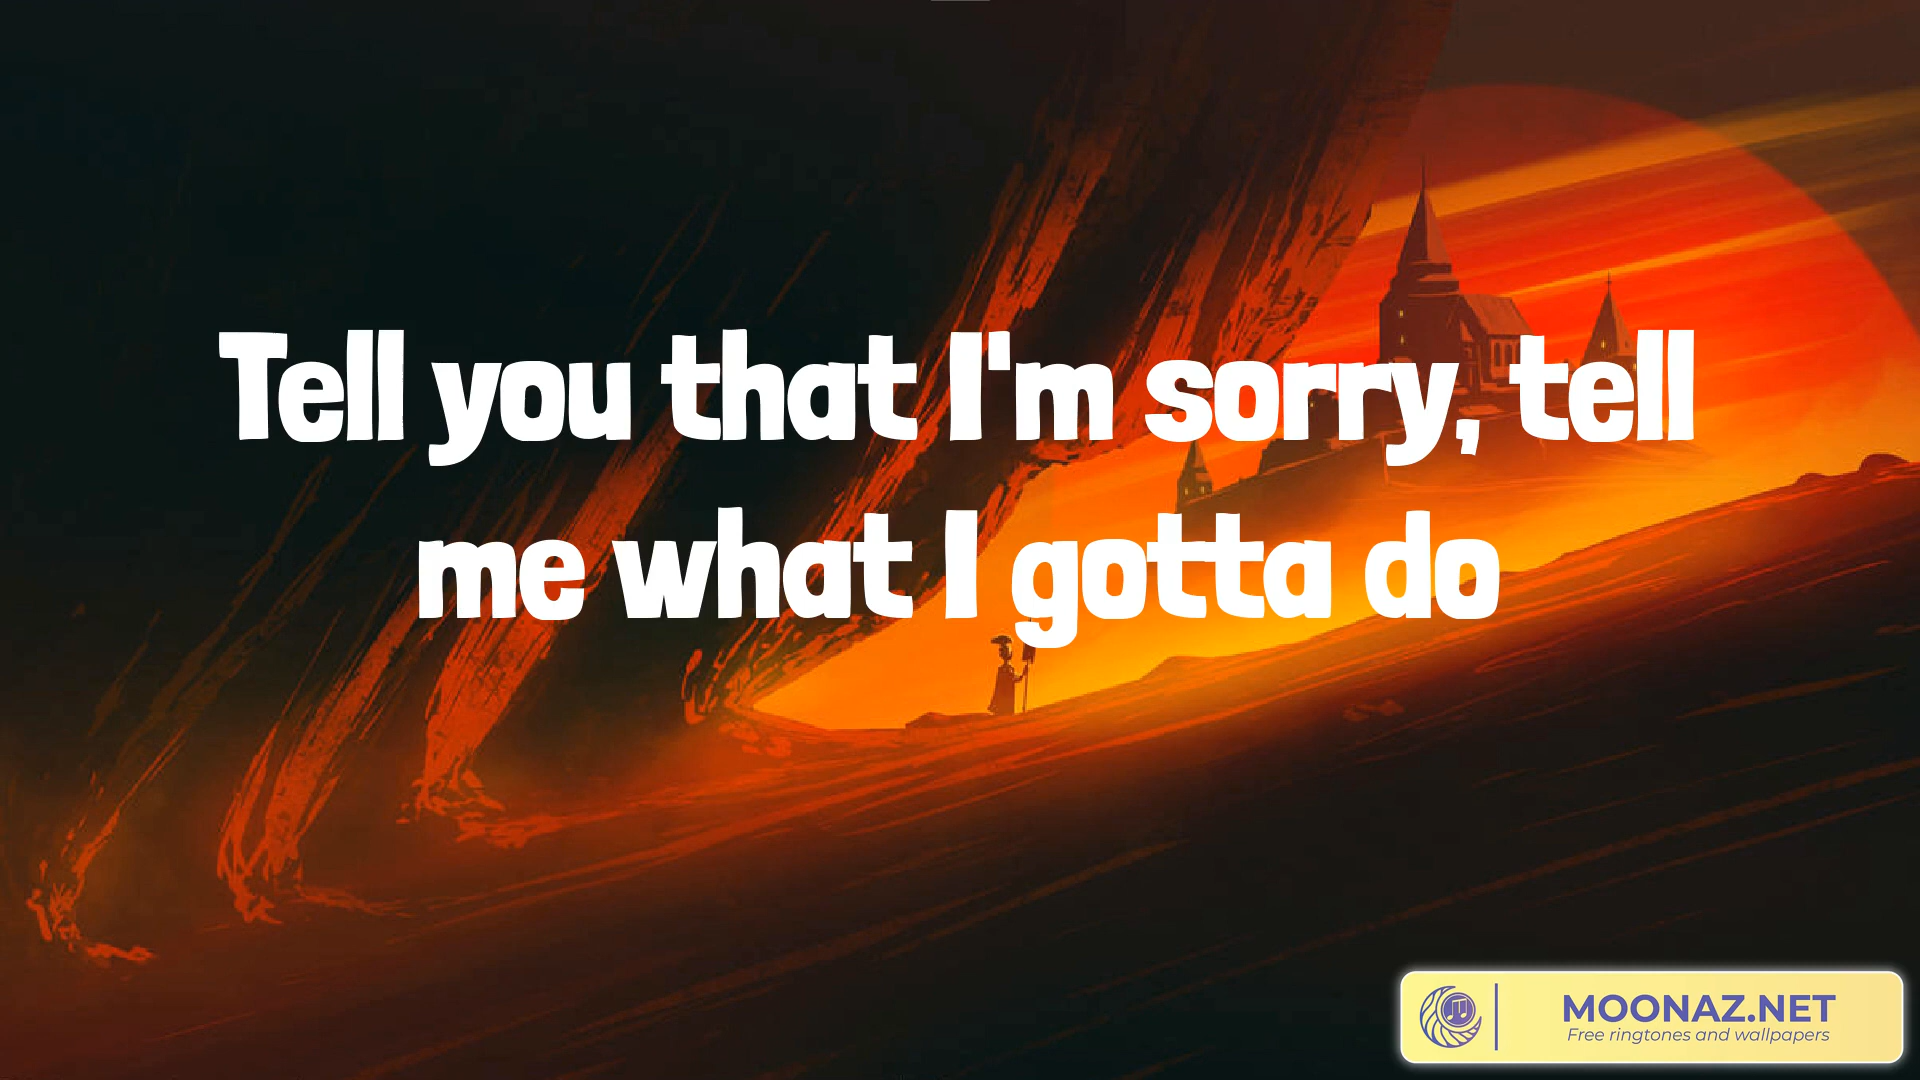 Tell you that I'm sorry, tell
me what I gotta do
MOONAZ.NET
Free ringtones and wallpapers